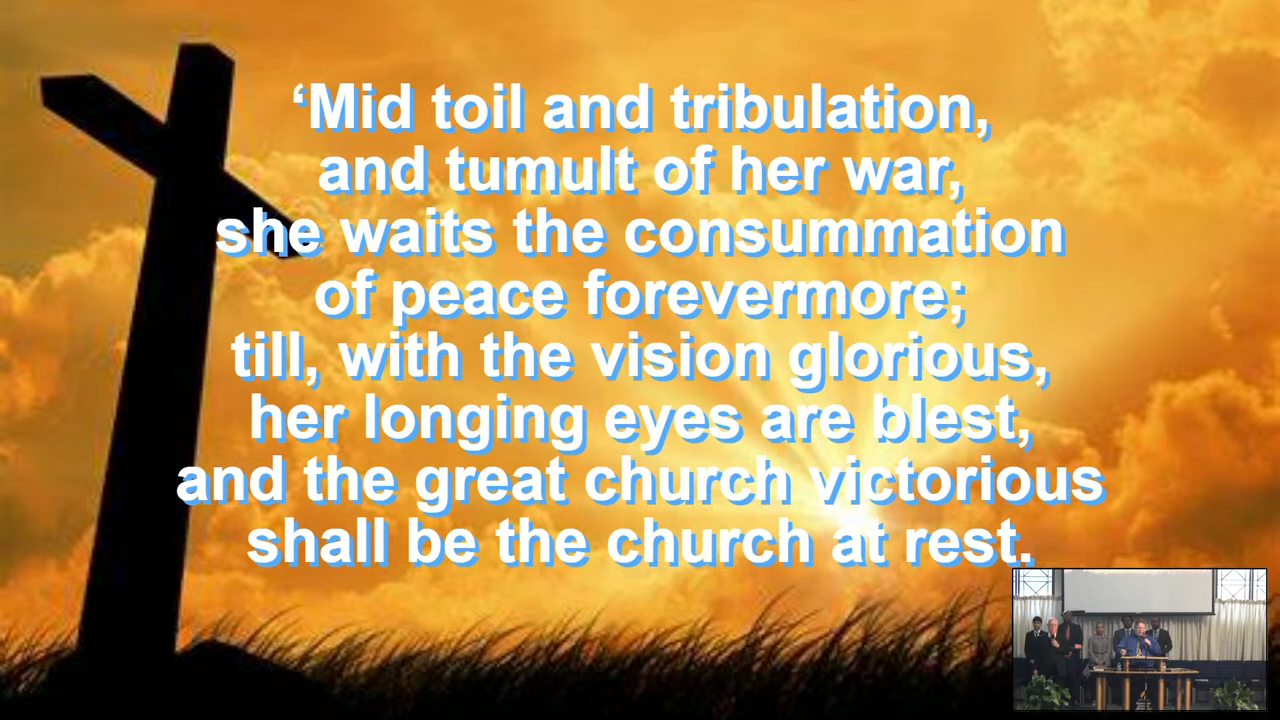 ‘Mid toil and tribulation,
and tumult of her war,
she waits the consummation
of peace forevermore;
till, with the vision glorious,
her longing eyes are blest,
and the great church victorious
shall be the church at rest.